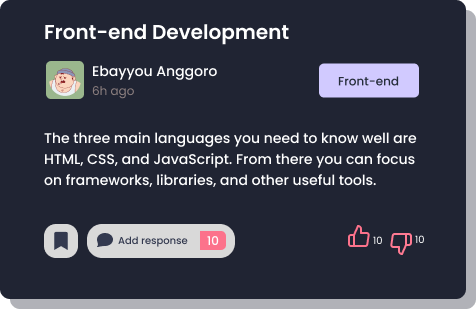 Front-end Development
Ebayyou Anggoro
6h ago
Front-end
The three main languages you need to know well are
HTML, CSS, and JavaScript. From there you can focus
on frameworks, libraries, and other useful tools.
Add response 10
10 10